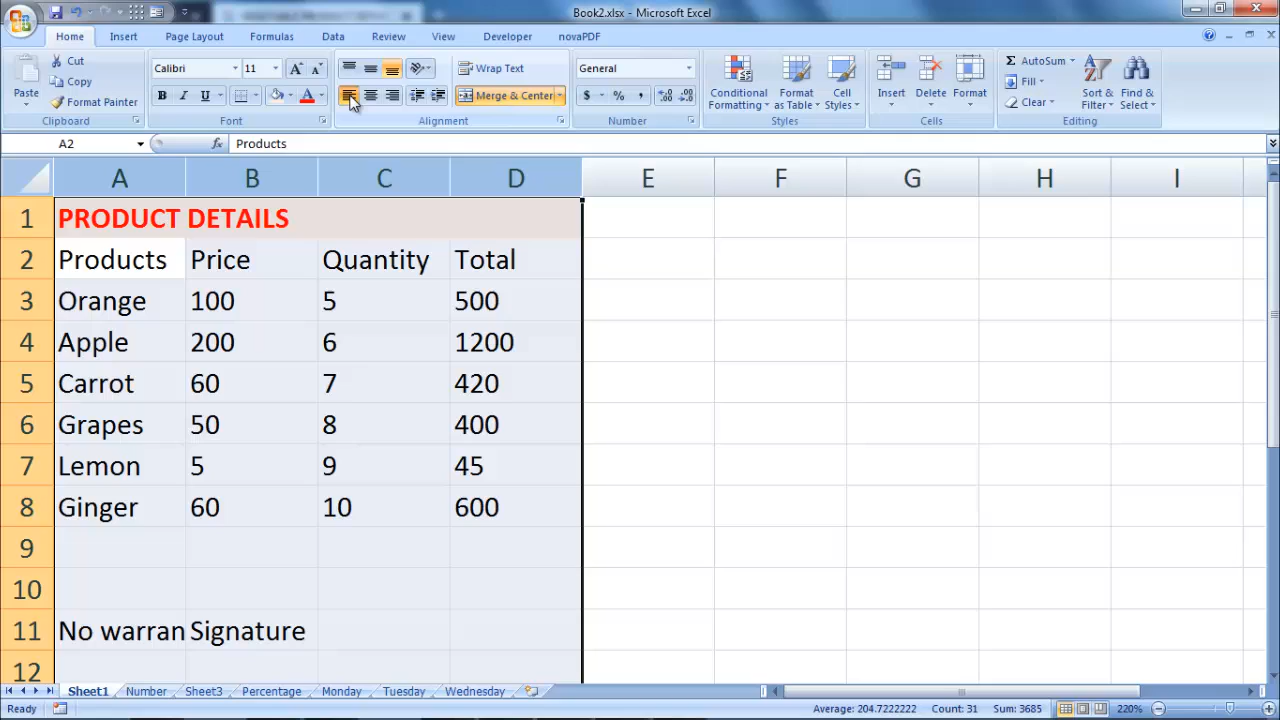 Book2.xlsx - Microsoft Excel
Home Insert Page Layout Formulas Data Review View Developer novaPDF
Paste Cut Copy Format Painter Clipboard
Calibri 11 A A B I U A Font
Wrap Text Merge & Center Alignment
General $ % , Number
Conditional Formatting Format as Table Cell Styles Styles
Insert Delete Format Cells
Σ AutoSum Fill Clear Sort & Filter Find & Select Editing
A2 fx Products
A B C D E F G H I
1 PRODUCT DETAILS
2 Products Price Quantity Total
3 Orange 100 5 500
4 Apple 200 6 1200
5 Carrot 60 7 420
6 Grapes 50 8 400
7 Lemon 5 9 45
8 Ginger 60 10 600
9
10
11 No warran Signature
12
Sheet1 Number Sheet3 Percentage Monday Tuesday Wednesday
Ready Average: 204.7222222 Count: 31 Sum: 3685 220%